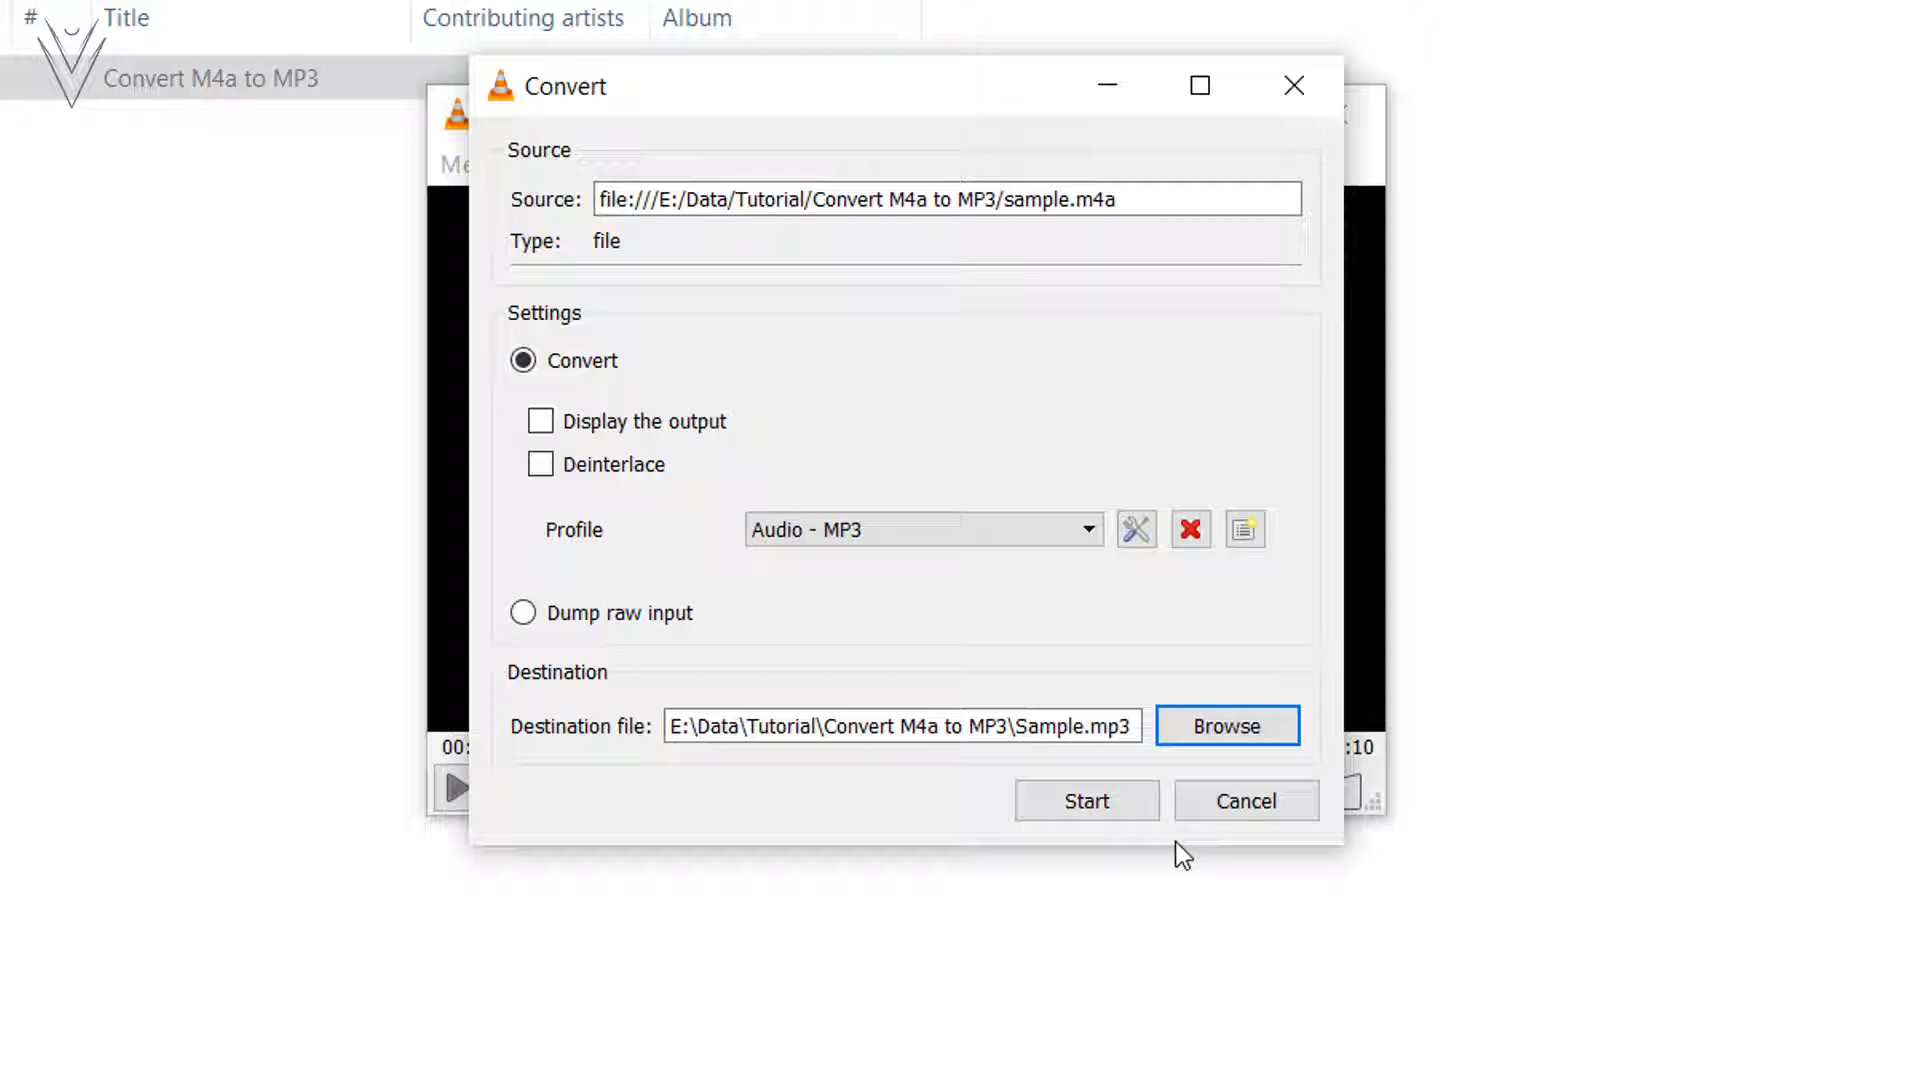 # Title Contributing artists Album
Convert M4a to MP3
Convert
Me
Source
Source: file:///E:/Data/Tutorial/Convert M4a to MP3/sample.m4a
Type: file
Settings
Convert
Display the output
Deinterlace
Profile Audio - MP3
Dump raw input
Destination
Destination file: E:\Data\Tutorial\Convert M4a to MP3\Sample.mp3 Browse
00: :10
Start Cancel